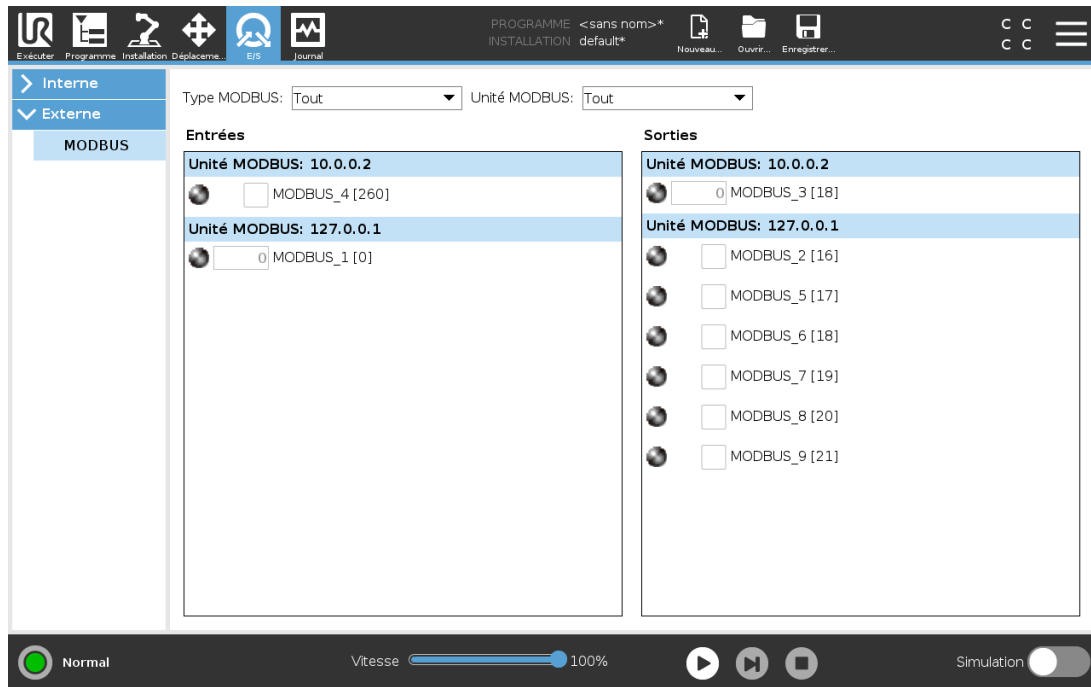 PROGRAMME <sans nom>*
INSTALLATION default*
UR
Exécuter Programme Installation Déplaceme... E/S Journal
Nouveau... Ouvrir... Enregistrer...
C C
C C
Interne
Externe
MODBUS
Type MODBUS: Tout Unité MODBUS: Tout
Entrées
Unité MODBUS: 10.0.0.2
MODBUS_4 [260]
Unité MODBUS: 127.0.0.1
0 MODBUS_1 [0]
Sorties
Unité MODBUS: 10.0.0.2
0 MODBUS_3 [18]
Unité MODBUS: 127.0.0.1
MODBUS_2 [16]
MODBUS_5 [17]
MODBUS_6 [18]
MODBUS_7 [19]
MODBUS_8 [20]
MODBUS_9 [21]
Normal
Vitesse 100%
Simulation